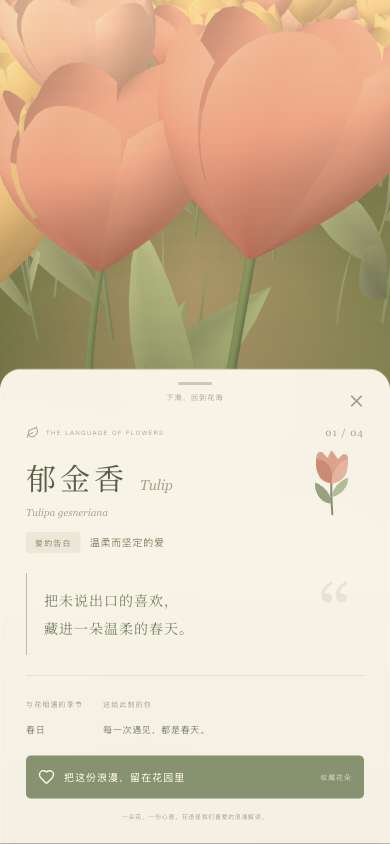 下滑，回到花海
THE LANGUAGE OF FLOWERS
01 / 04
郁金香 Tulip
Tulipa gesneriana
爱的告白 温柔而坚定的爱
把未说出口的喜欢，
藏进一朵温柔的春天。
与花相遇的季节 送给此刻的你
春日 每一次遇见，都是春天。
把这份浪漫，留在花园里 收藏花朵
一朵花，一份心意。花语是我们喜爱的浪漫解读。